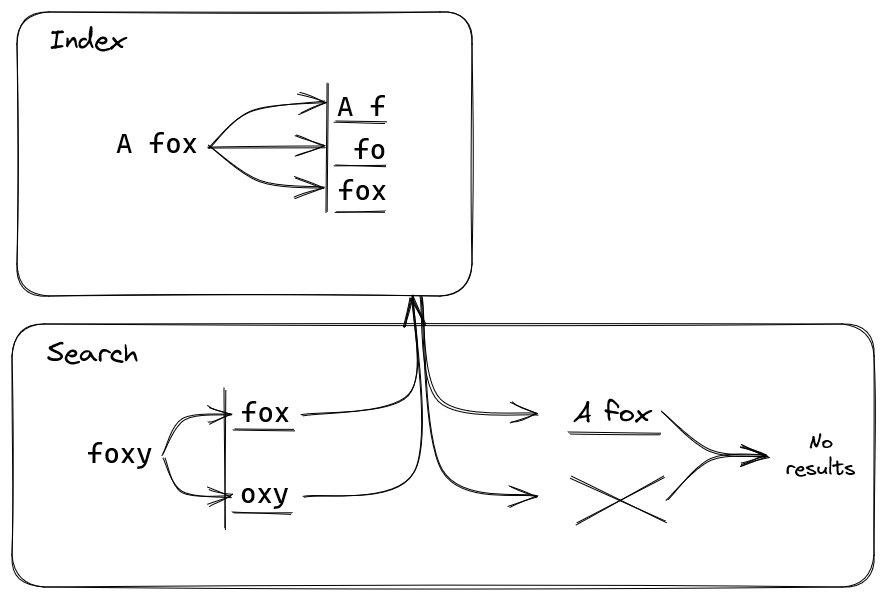 Index
A fox
A f
 fo
fox
Search
foxy
fox
oxy
A fox
No
results